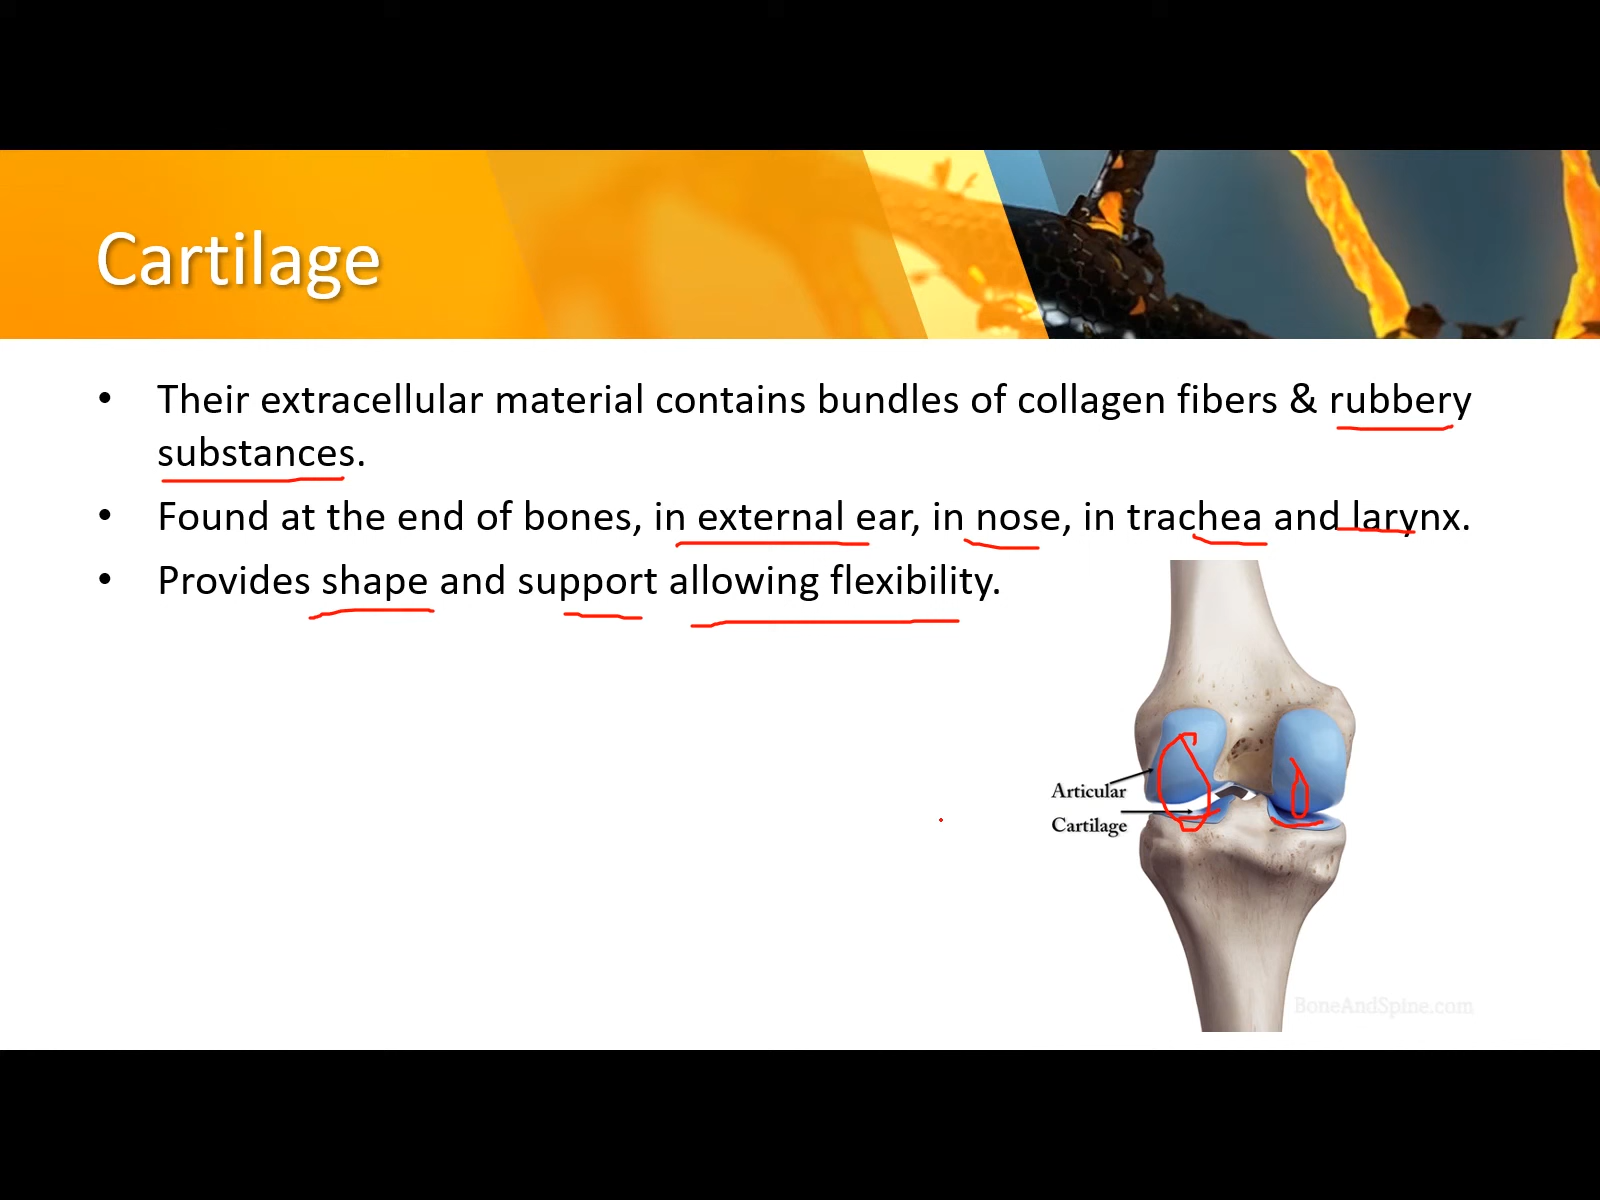 Cartilage
• Their extracellular material contains bundles of collagen fibers & rubbery
substances.
• Found at the end of bones, in external ear, in nose, in trachea and larynx.
• Provides shape and support allowing flexibility.
Articular
Cartilage
BoneAndSpine.com